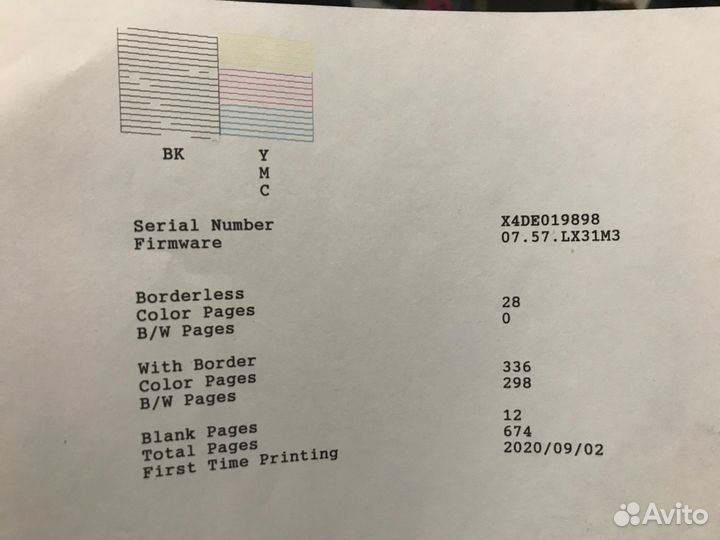 BK Y
M
C
Serial Number X4DE019898
Firmware 07.57.LX31M3
Borderless
Color Pages 28
B/W Pages 0
With Border
Color Pages 336
B/W Pages 298
Blank Pages 12
Total Pages 674
First Time Printing 2020/09/02
Avito